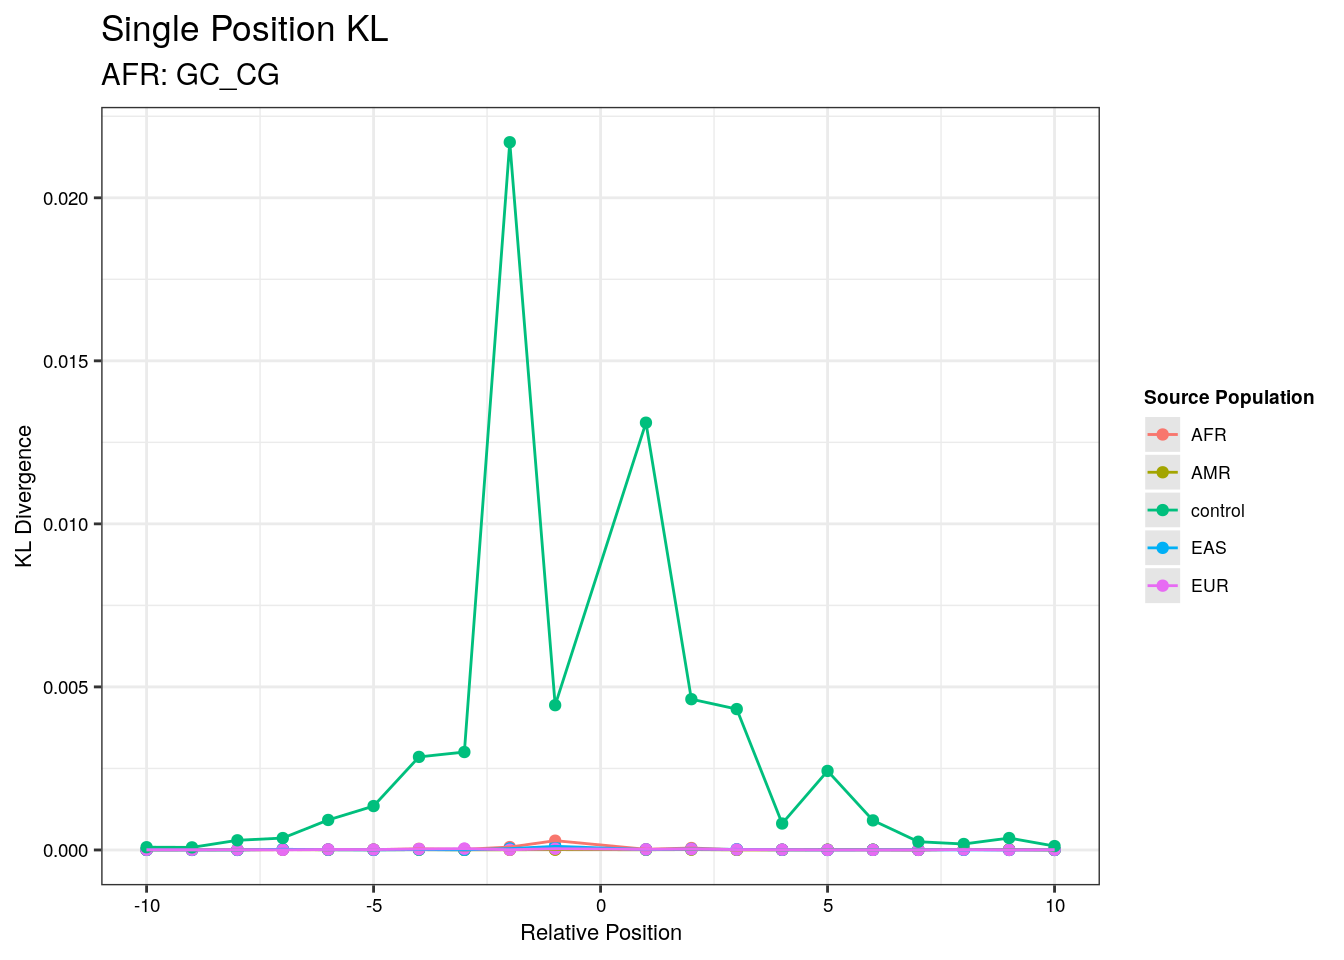 Single Position KL
AFR: GC_CG
0.020
0.015
0.010
0.005
0.000
KL Divergence
-10 -5 0 5 10
Relative Position
Source Population
AFR
AMR
control
EAS
EUR